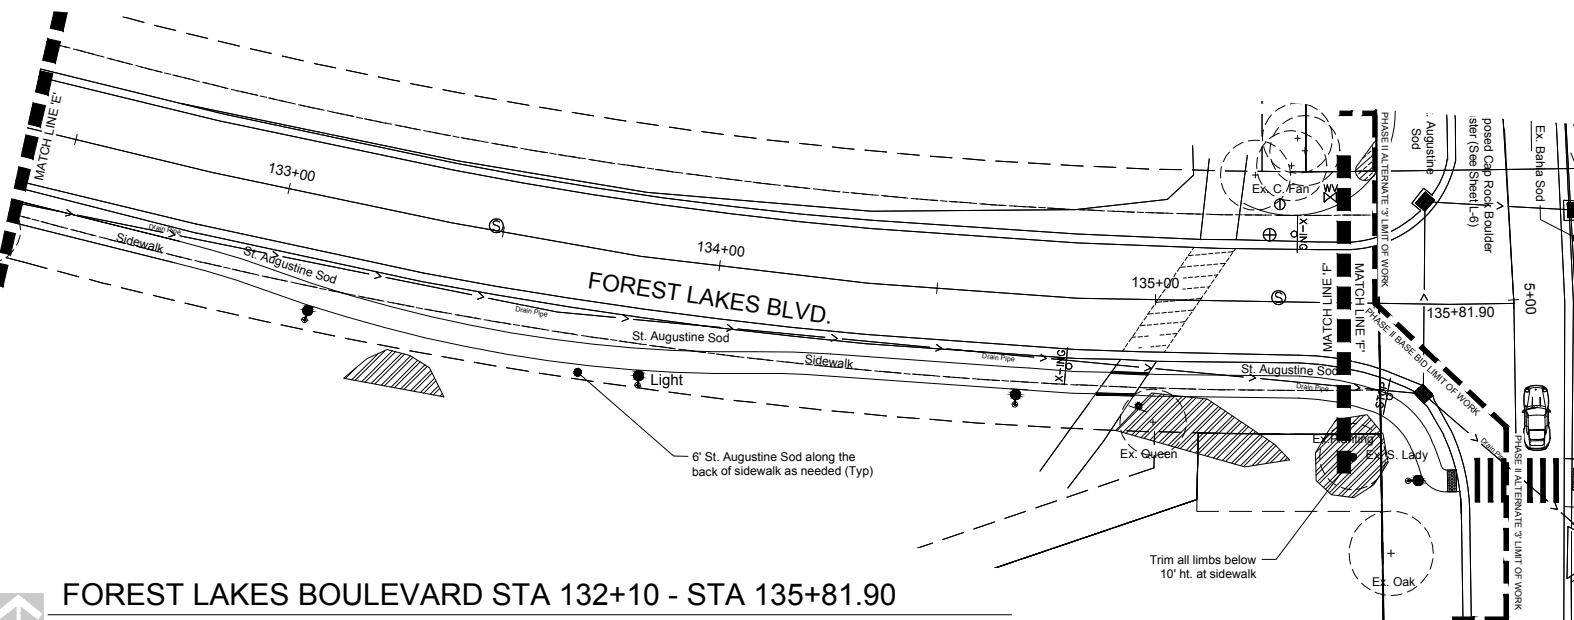 MATCH LINE 'E'
133+00
134+00
135+00
135+81.90
5+00
FOREST LAKES BLVD.
Sidewalk
Drain Pipe
St. Augustine Sod
Drain Pipe
St. Augustine Sod
Sidewalk
Drain Pipe
St. Augustine Sod
Drain Pipe
Light
6' St. Augustine Sod along the
back of sidewalk as needed (Typ)
S
S
X-ING
X-ING
WV
Ex. C. Fan
Ex. Queen
Ex. S. Lady
Ex. Oak
Trim all limbs below
10' ht. at sidewalk
MATCH LINE 'F'
MATCH LINE 'F'
PHASE II ALTERNATE '3' LIMIT OF WORK
PHASE II BASE BID LIMIT OF WORK
PHASE II ALTERNATE '3' LIMIT OF WORK
. Augustine
Sod
posed Cap Rock Boulder
ster (See Sheet L-6)
Ex. Bahia Sod
FOREST LAKES BOULEVARD STA 132+10 - STA 135+81.90